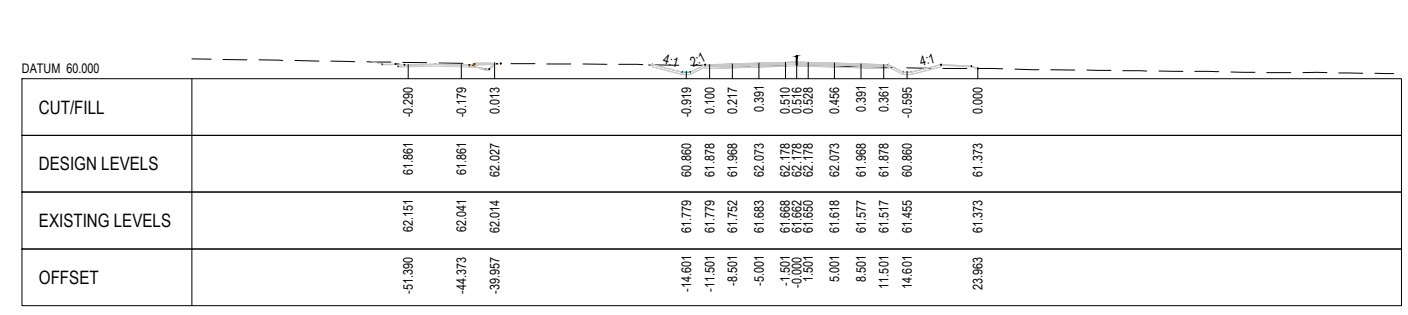 4:1 2:1 4:1
DATUM 60.000
CUT/FILL -0.290 -0.179 0.013 -0.919 0.100 0.217 0.391 0.510 0.516 0.528 0.456 0.391 0.361 -0.595 0.000
DESIGN LEVELS 61.861 61.861 62.027 60.860 61.878 61.968 62.073 62.178 62.178 62.178 62.073 61.968 61.878 60.860 61.373
EXISTING LEVELS 62.151 62.041 62.014 61.779 61.779 61.752 61.683 61.668 61.662 61.650 61.618 61.577 61.517 61.455 61.373
OFFSET -51.390 -44.373 -39.957 -14.601 -11.501 -8.501 -5.001 -1.501 -0.000 1.501 5.001 8.501 11.501 14.601 23.963